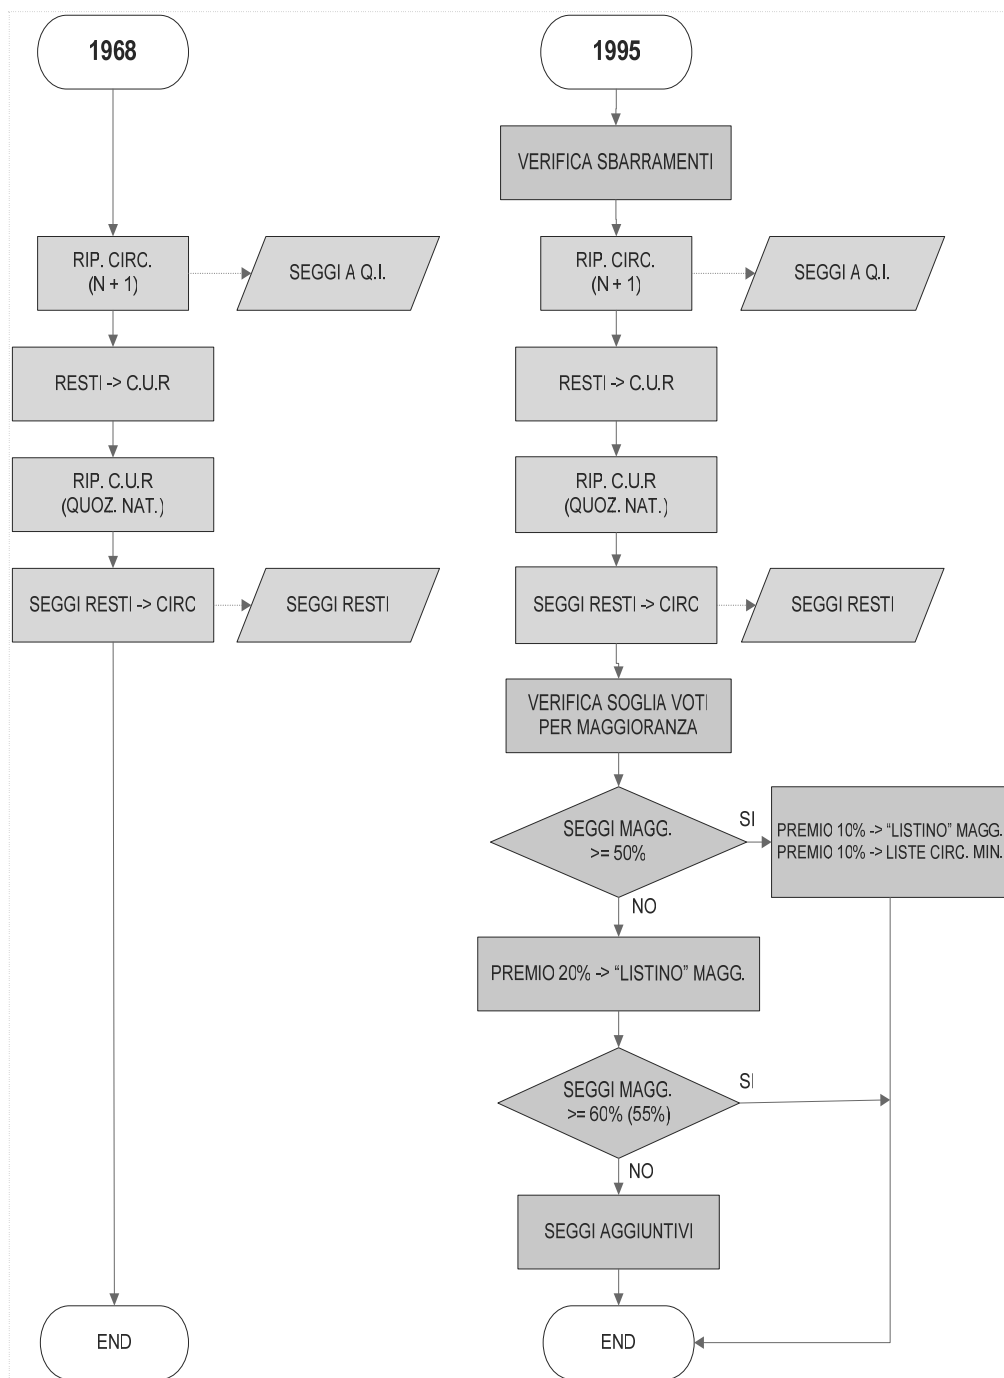 1968
RIP. CIRC.
(N + 1)
SEGGI A Q.I.
RESTI -> C.U.R
RIP. C.U.R
(QUOZ. NAT.)
SEGGI RESTI -> CIRC
SEGGI RESTI
END
1995
VERIFICA SBARRAMENTI
RIP. CIRC.
(N + 1)
SEGGI A Q.I.
RESTI -> C.U.R
RIP. C.U.R
(QUOZ. NAT.)
SEGGI RESTI -> CIRC
SEGGI RESTI
VERIFICA SOGLIA VOTI
PER MAGGIORANZA
SEGGI MAGG.
>= 50%
SI
PREMIO 10% -> “LISTINO” MAGG.
PREMIO 10% -> LISTE CIRC. MIN.
NO
PREMIO 20% -> “LISTINO” MAGG.
SEGGI MAGG.
>= 60% (55%)
SI
NO
SEGGI AGGIUNTIVI
END